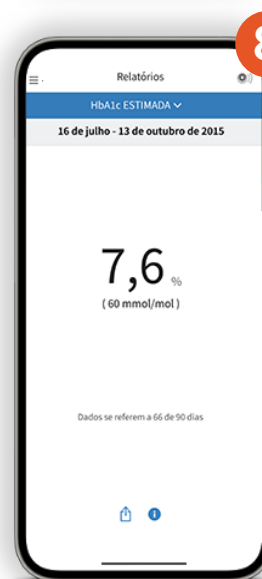 8
Relatórios
HbA1c ESTIMADA
16 de julho - 13 de outubro de 2015
7,6 %
( 60 mmol/mol )
Dados se referem a 66 de 90 dias